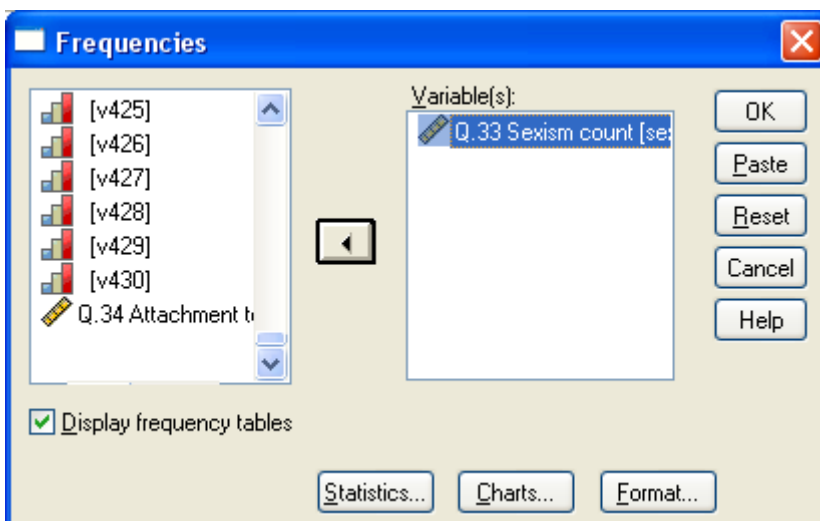 Frequencies
[v425]
[v426]
[v427]
[v428]
[v429]
[v430]
Q.34 Attachment t
Variable(s):
Q.33 Sexism count [se
OK
Paste
Reset
Cancel
Help
Display frequency tables
Statistics...
Charts...
Format...